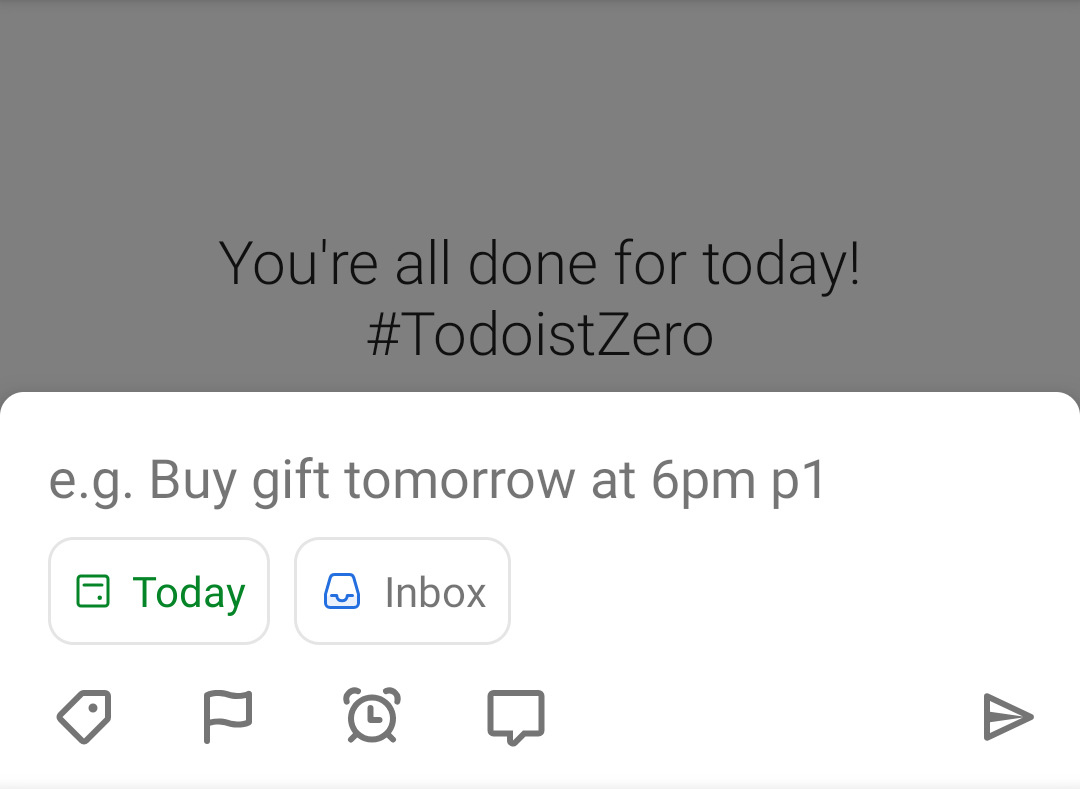 You're all done for today!
#TodoistZero
e.g. Buy gift tomorrow at 6pm p1
Today Inbox